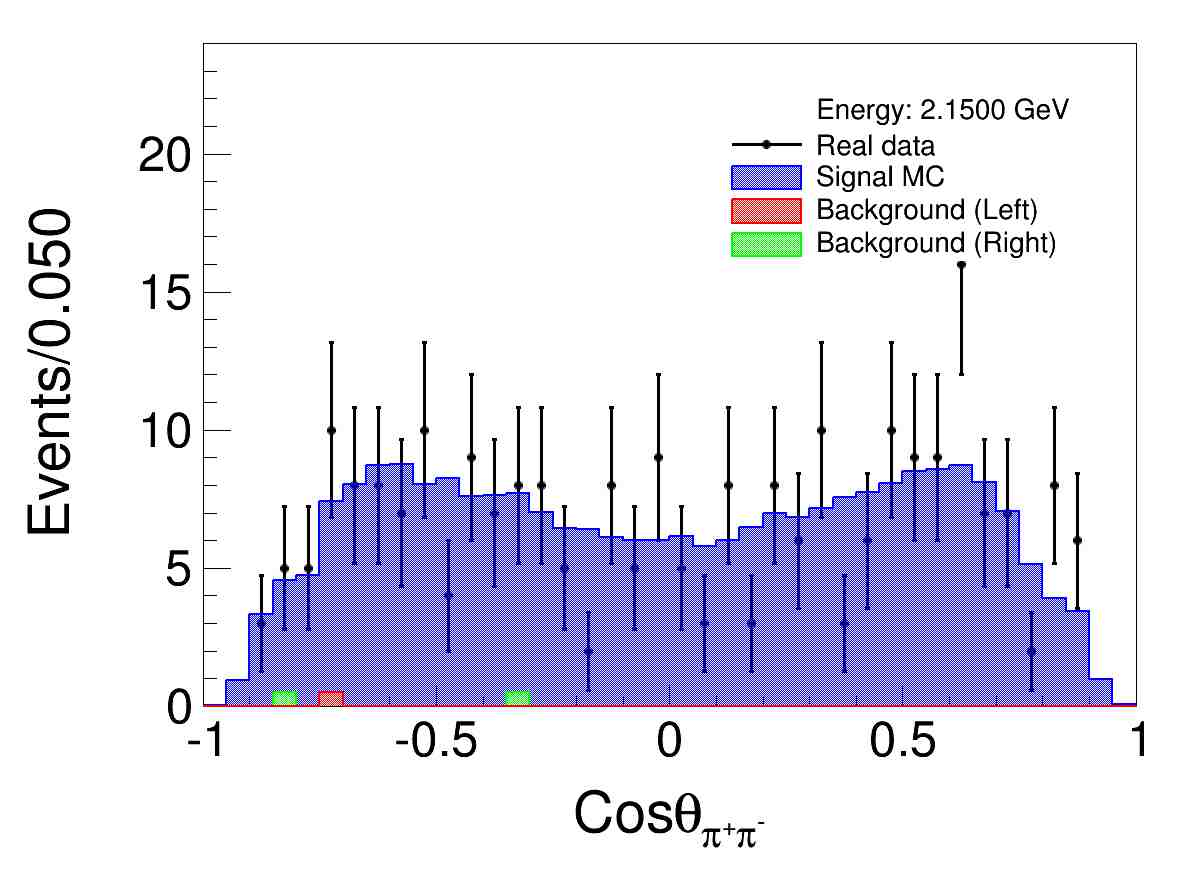 Energy: 2.1500 GeV
Real data
Signal MC
Background (Left)
Background (Right)
Events/0.050
20
15
10
5
0
-1
-0.5
0
0.5
1
Cosθπ⁺π⁻